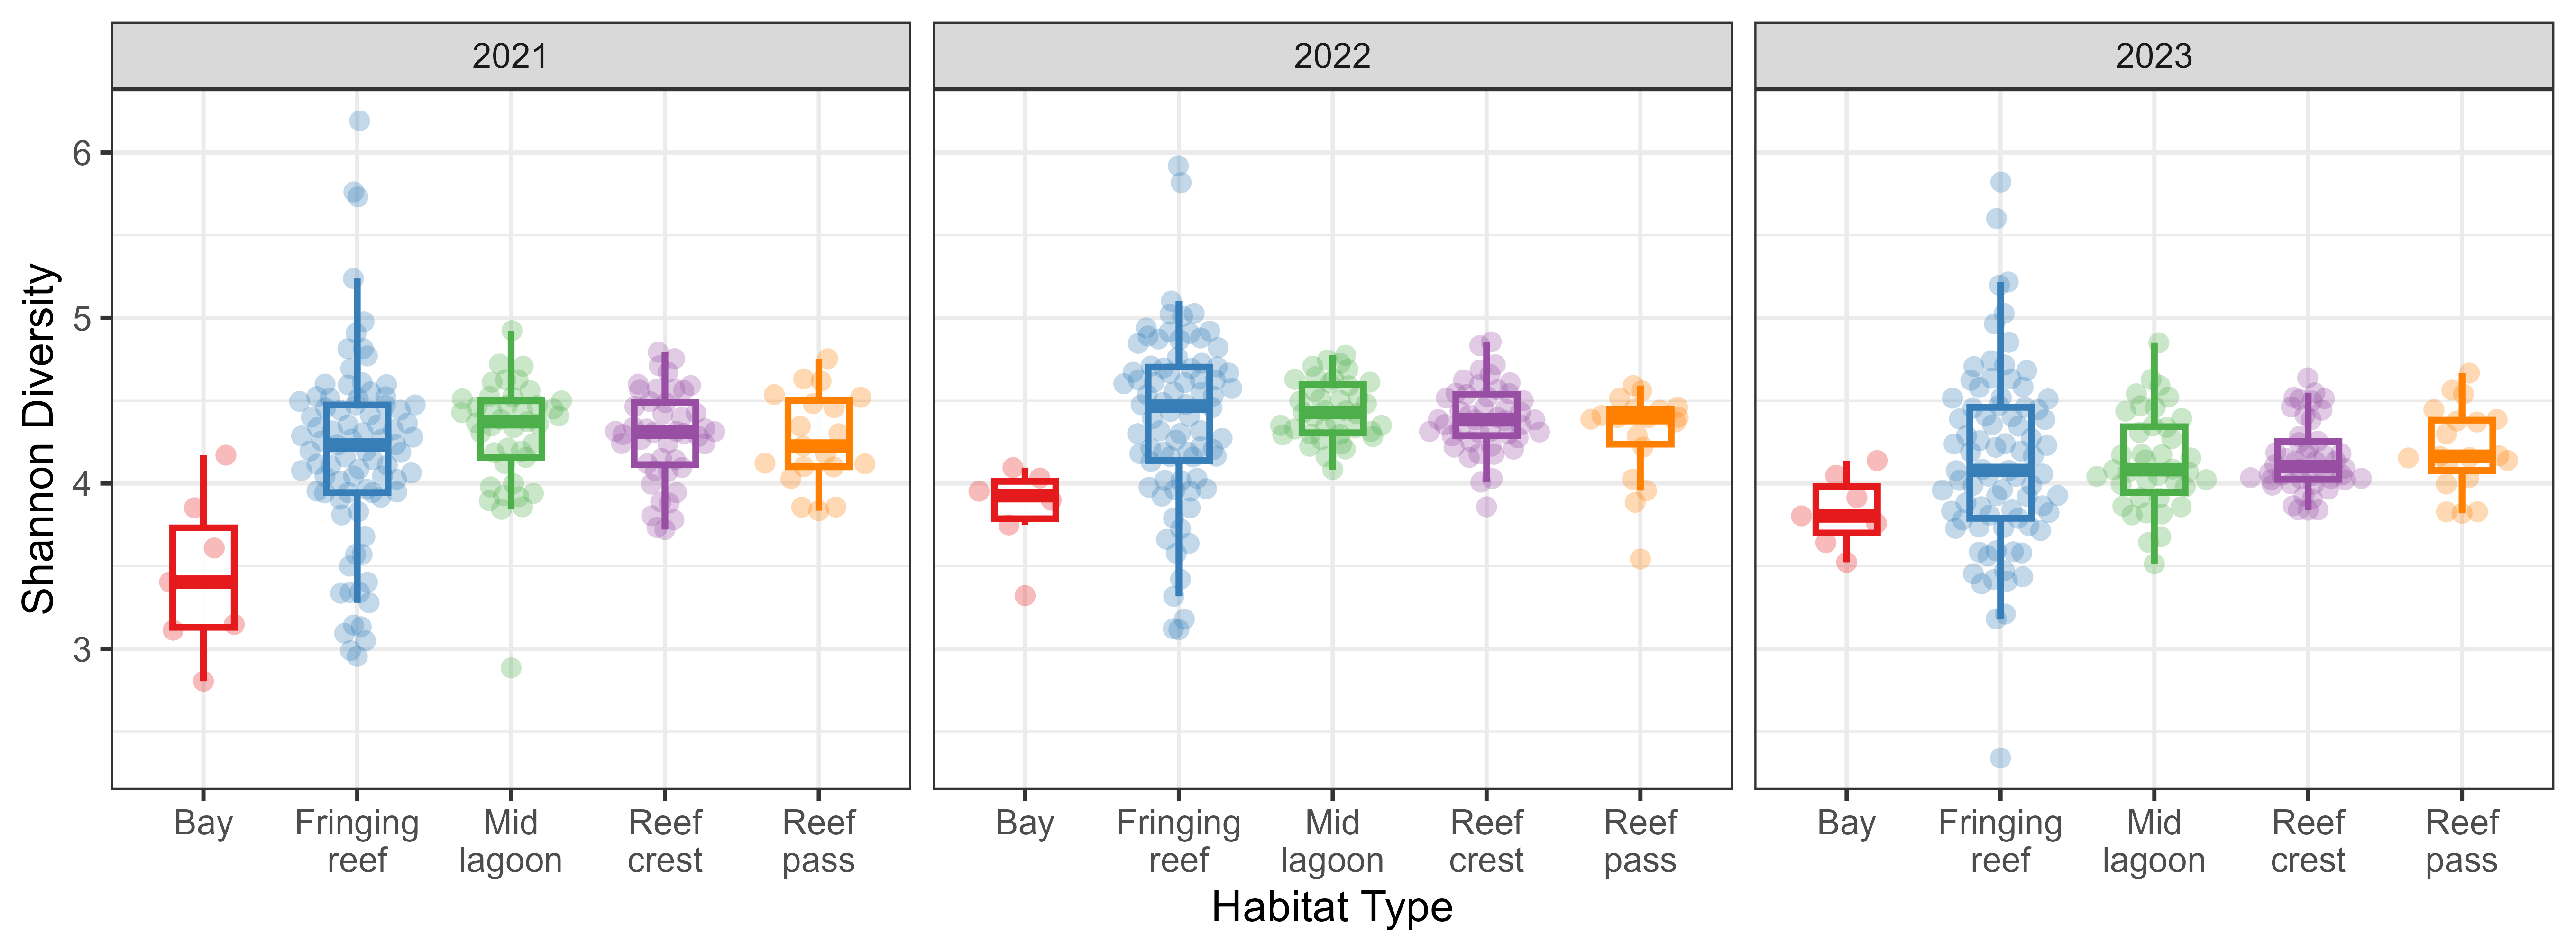 2021 2022 2023
6
5
4
3
Shannon Diversity
Bay Fringing Mid Reef Reef Bay Fringing Mid Reef Reef Bay Fringing Mid Reef Reef
reef lagoon crest pass reef lagoon crest pass reef lagoon crest pass
Habitat Type